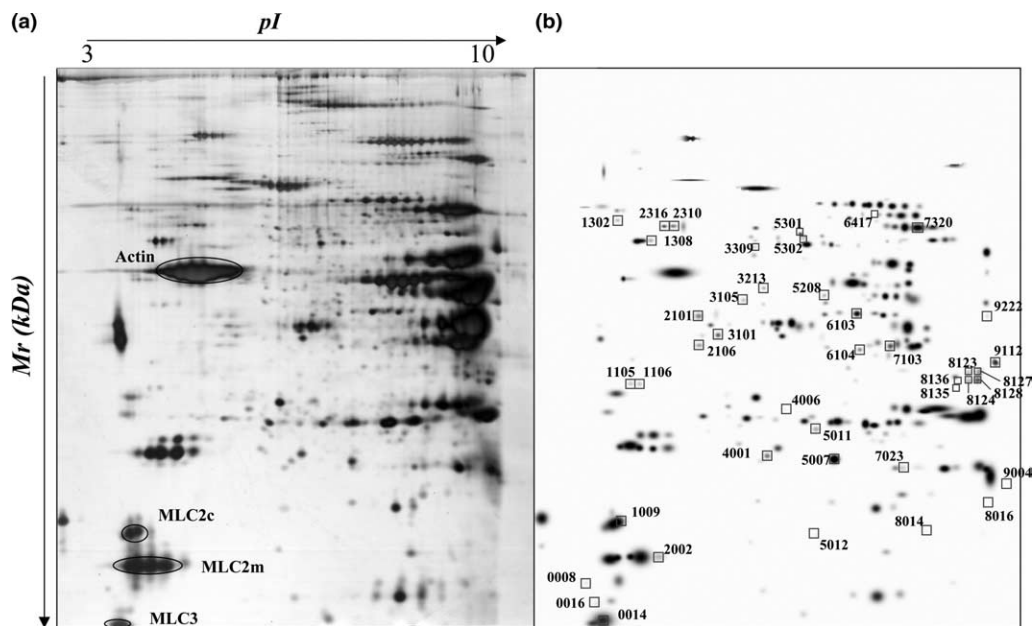 (a) pI (b)
3 10
Mr (kDa)
Actin
MLC2c
MLC2m
MLC3
1302 2316 2310 5301 6417 7320
1308 3309 5302
3213
3105 5208
2101 9222
3101 6103
2106 6104 7103 9112
8123
1105 1106 8136 8127
8135 8128
8124
4006
5011
4001 5007 7023
9004
8016
1009 8014
5012
2002
0008
0016
0014